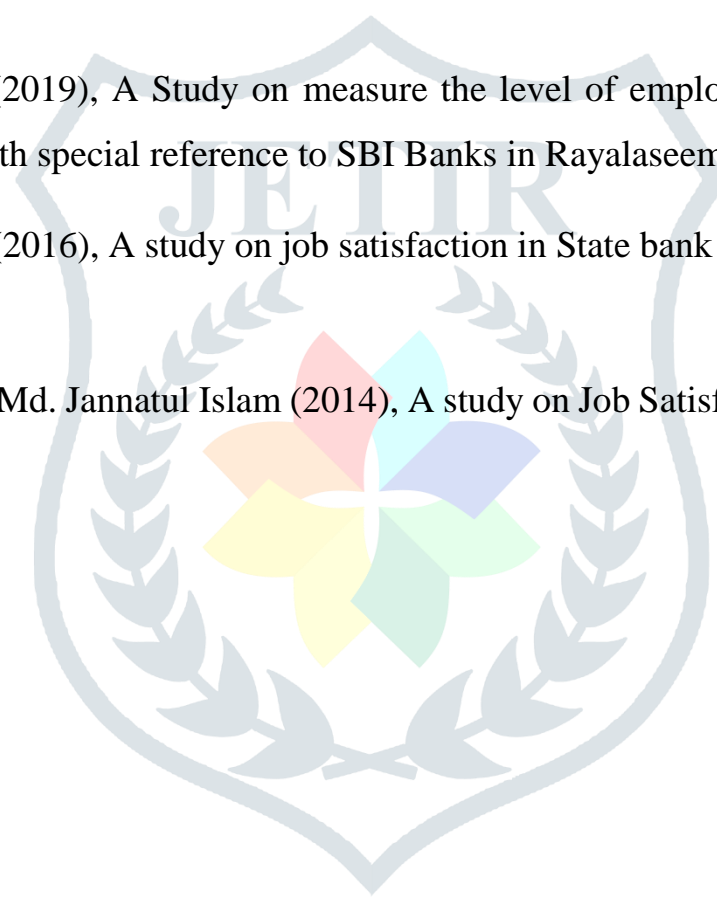 (2019), A Study on measure the level of emplo
th special reference to SBI Banks in Rayalaseem
JETIR
(2016), A study on job satisfaction in State bank
Md. Jannatul Islam (2014), A study on Job Satisf